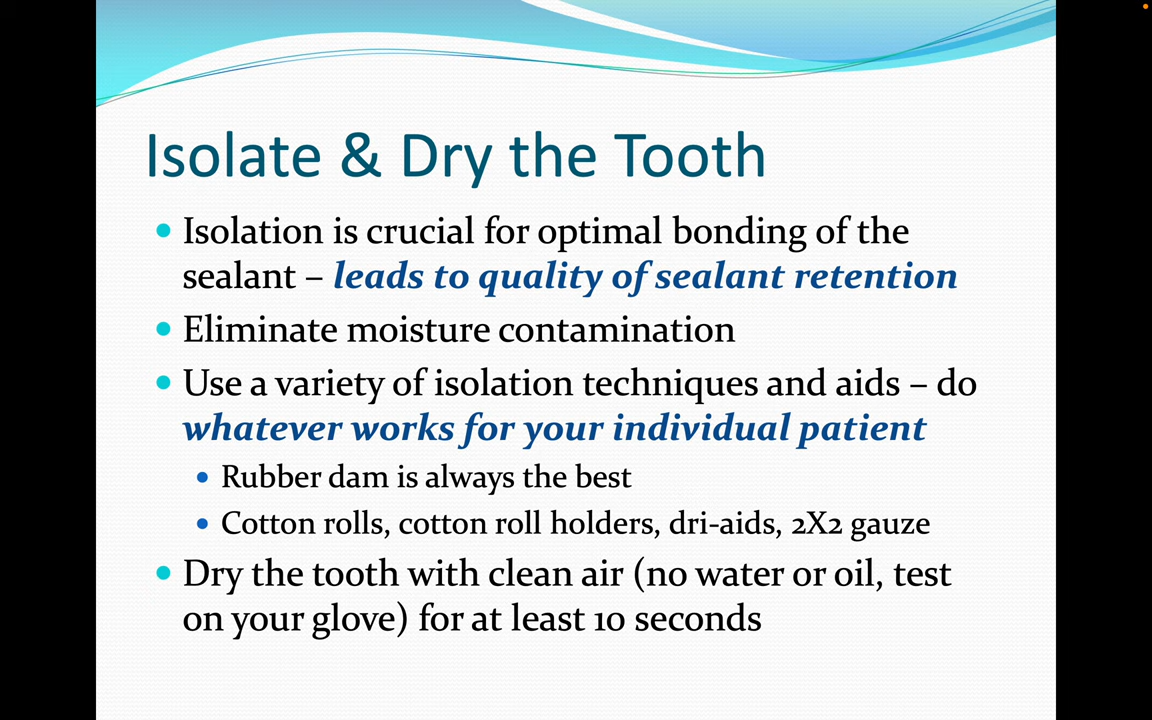 Isolate & Dry the Tooth
Isolation is crucial for optimal bonding of the
sealant – leads to quality of sealant retention
Eliminate moisture contamination
Use a variety of isolation techniques and aids – do
whatever works for your individual patient
Rubber dam is always the best
Cotton rolls, cotton roll holders, dri-aids, 2X2 gauze
Dry the tooth with clean air (no water or oil, test
on your glove) for at least 10 seconds